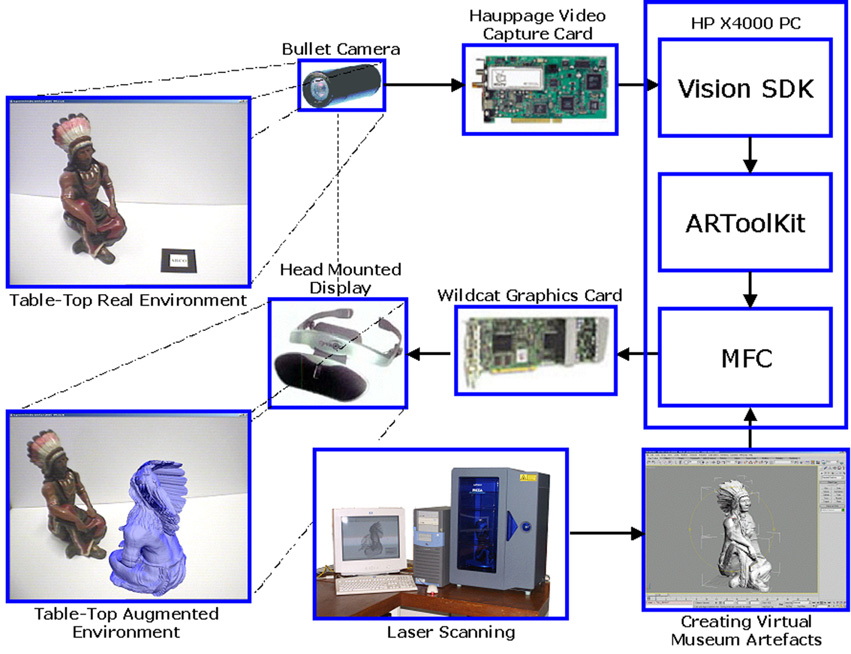 Hauppage Video
Capture Card
HP X4000 PC
Bullet Camera
Vision SDK
ARToolKit
Table-Top Real Environment
Head Mounted
Display
Wildcat Graphics Card
MFC
Table-Top Augmented
Environment
Laser Scanning
Creating Virtual
Museum Artefacts